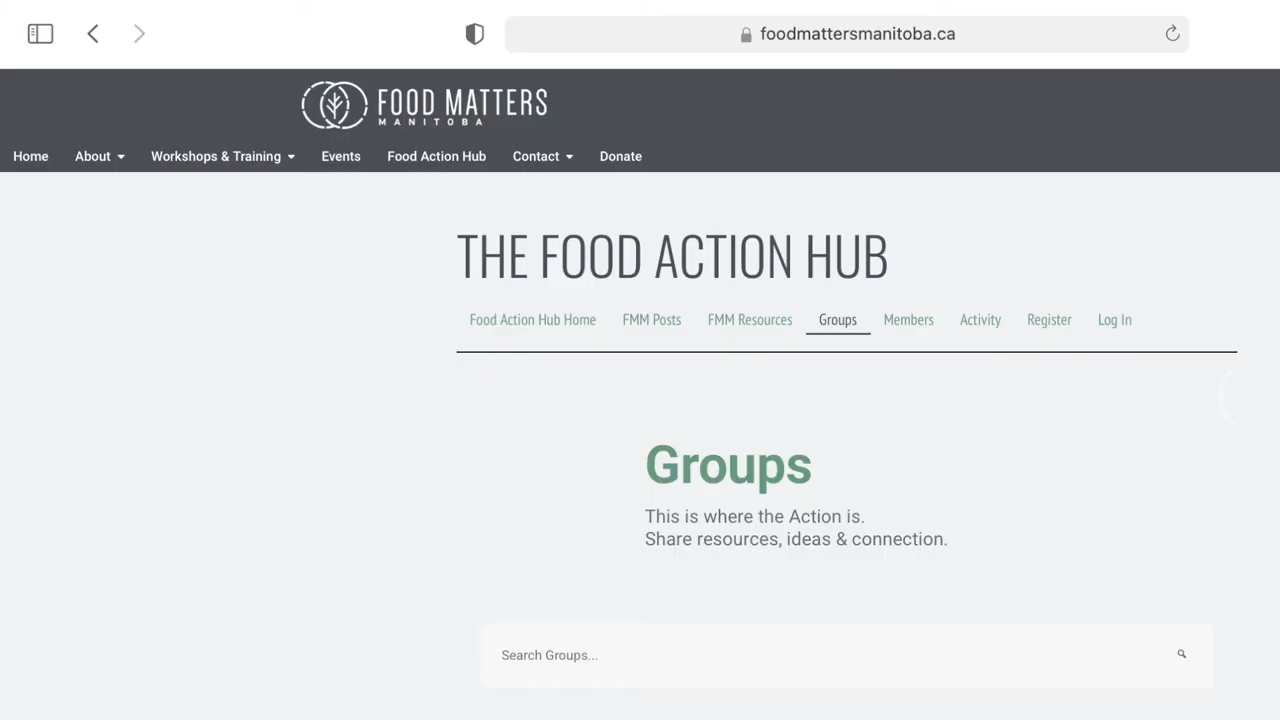 foodmattersmanitoba.ca
FOOD MATTERS
MANITOBA
Home About Workshops & Training Events Food Action Hub Contact Donate
THE FOOD ACTION HUB
Food Action Hub Home FMM Posts FMM Resources Groups Members Activity Register Log In
Groups
This is where the Action is.
Share resources, ideas & connection.
Search Groups...